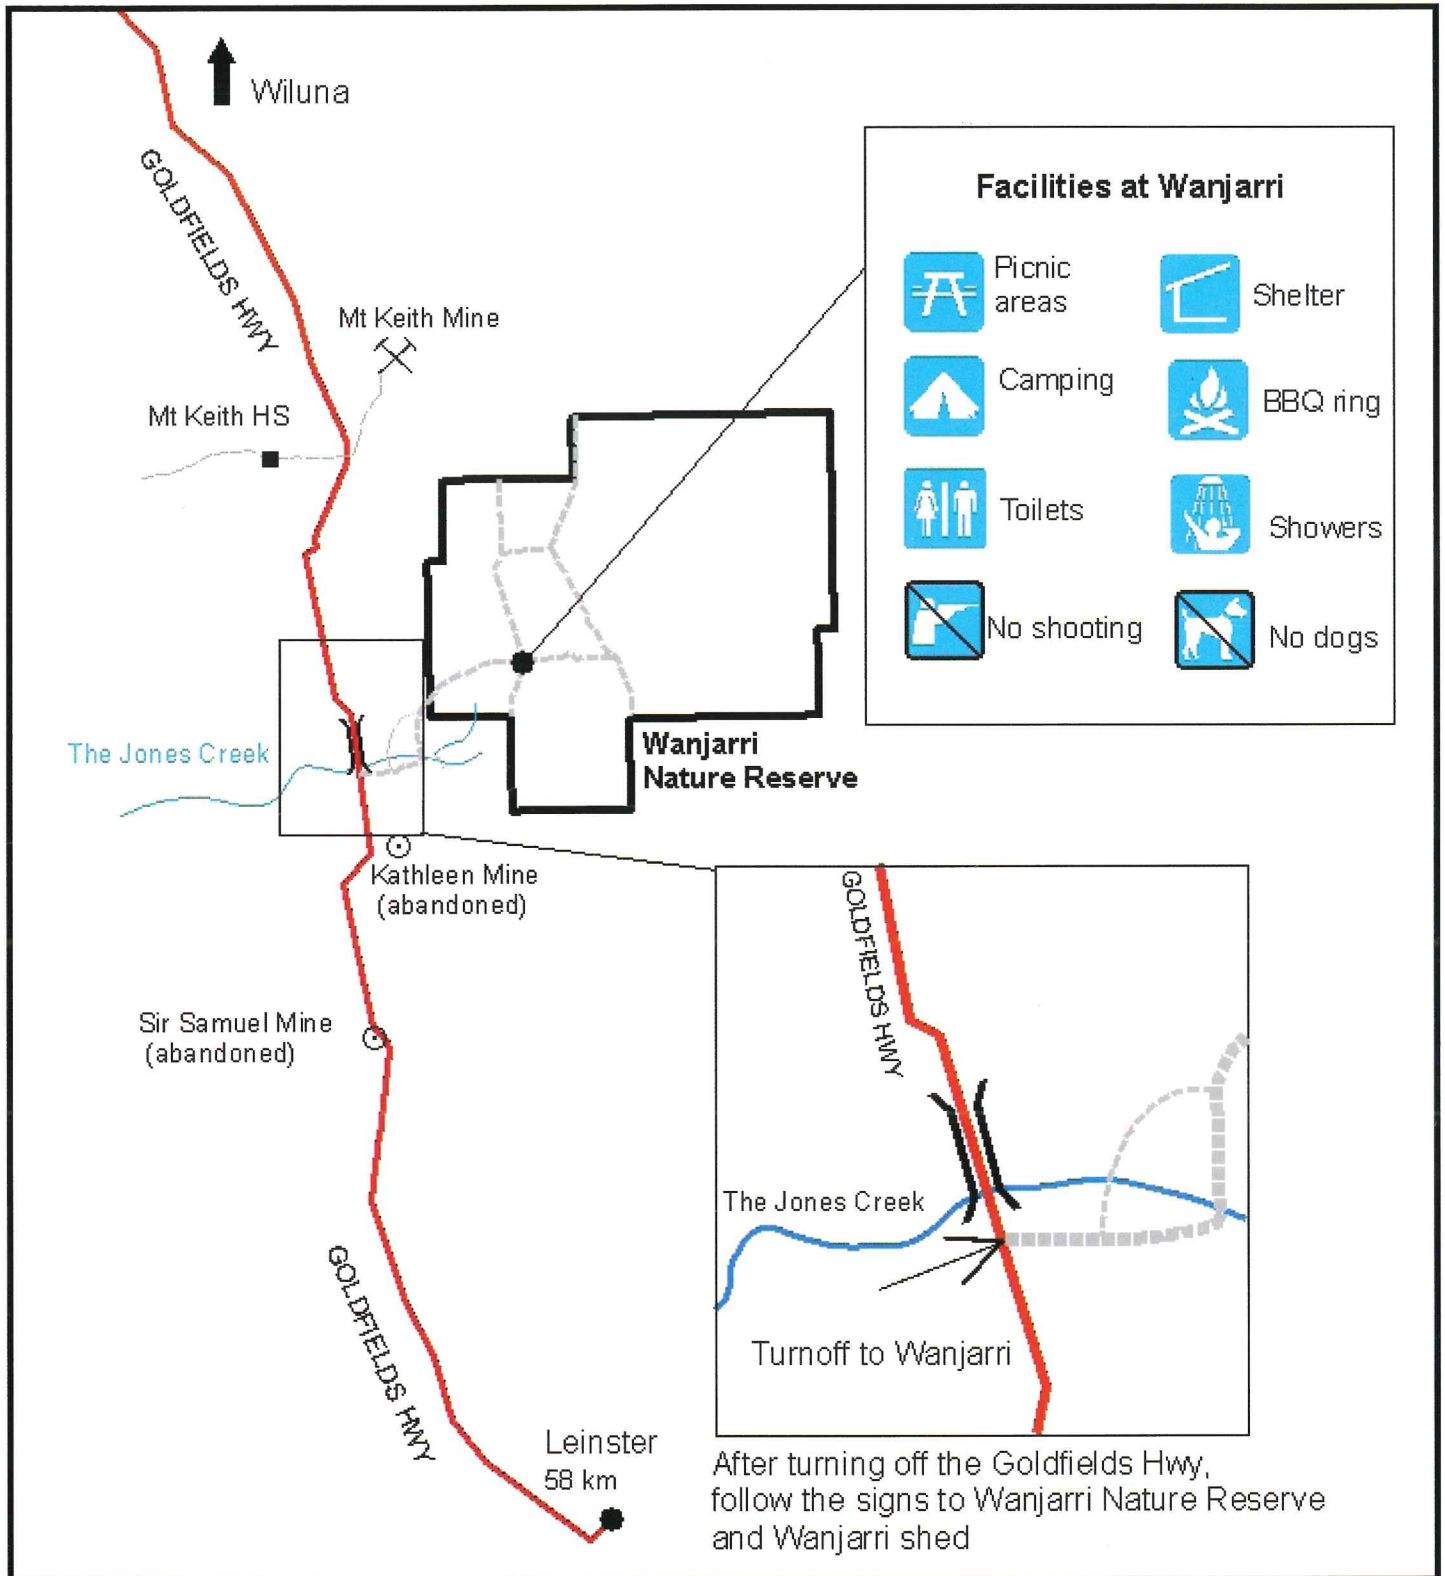 Wiluna
GOLDFIELDS HWY
Mt Keith Mine
Mt Keith HS
Facilities at Wanjarri
Picnic
areas
Shelter
Camping
BBQ ring
Toilets
Showers
No shooting
No dogs
The Jones Creek
Wanjarri
Nature Reserve
Kathleen Mine
(abandoned)
Sir Samuel Mine
(abandoned)
GOLDFIELDS HWY
Leinster
58 km
GOLDFIELDS HWY
The Jones Creek
Turnoff to Wanjarri
After turning off the Goldfields Hwy,
follow the signs to Wanjarri Nature Reserve
and Wanjarri shed